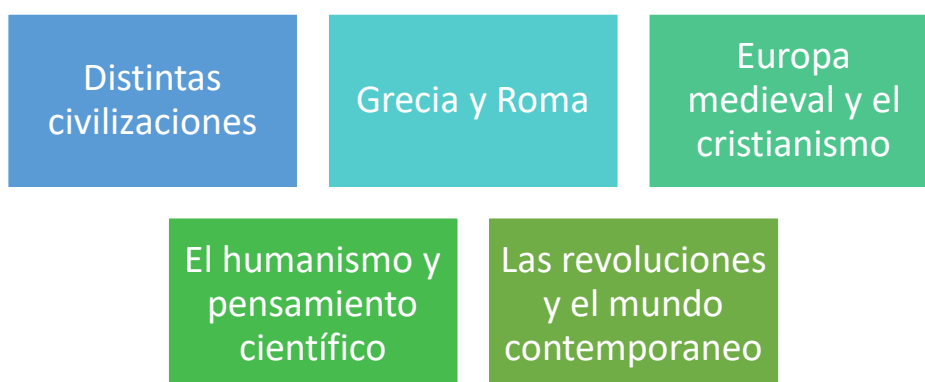 Distintas
civilizaciones
Grecia y Roma
Europa
medieval y el
cristianismo
El humanismo y
pensamiento
científico
Las revoluciones
y el mundo
contemporaneo